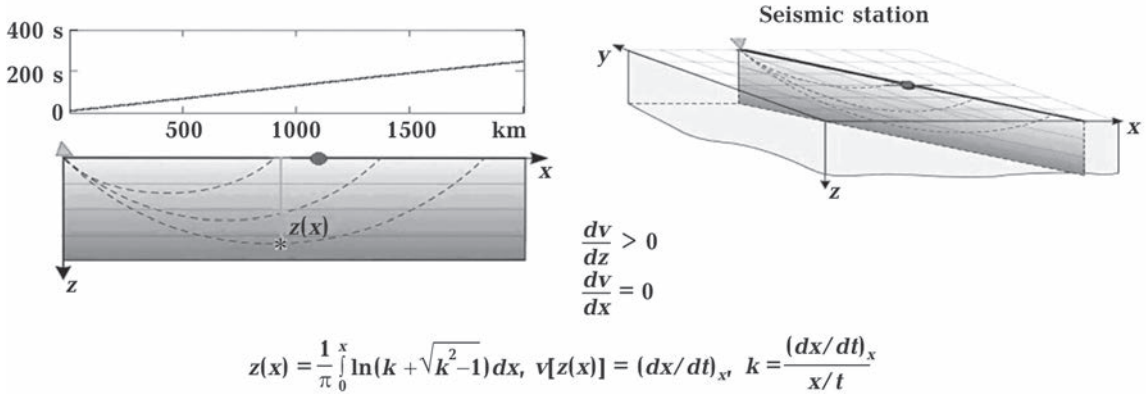 400 s
200 s
0
500 1000 1500 km
x
z(x)
*
z
Seismic station
y
x
z
dv/dz > 0
dv/dx = 0
z(x) = 1/π ∫₀ˣ ln(k + √(k²−1)) dx, v[z(x)] = (dx/dt)ₓ, k = (dx/dt)ₓ / x/t